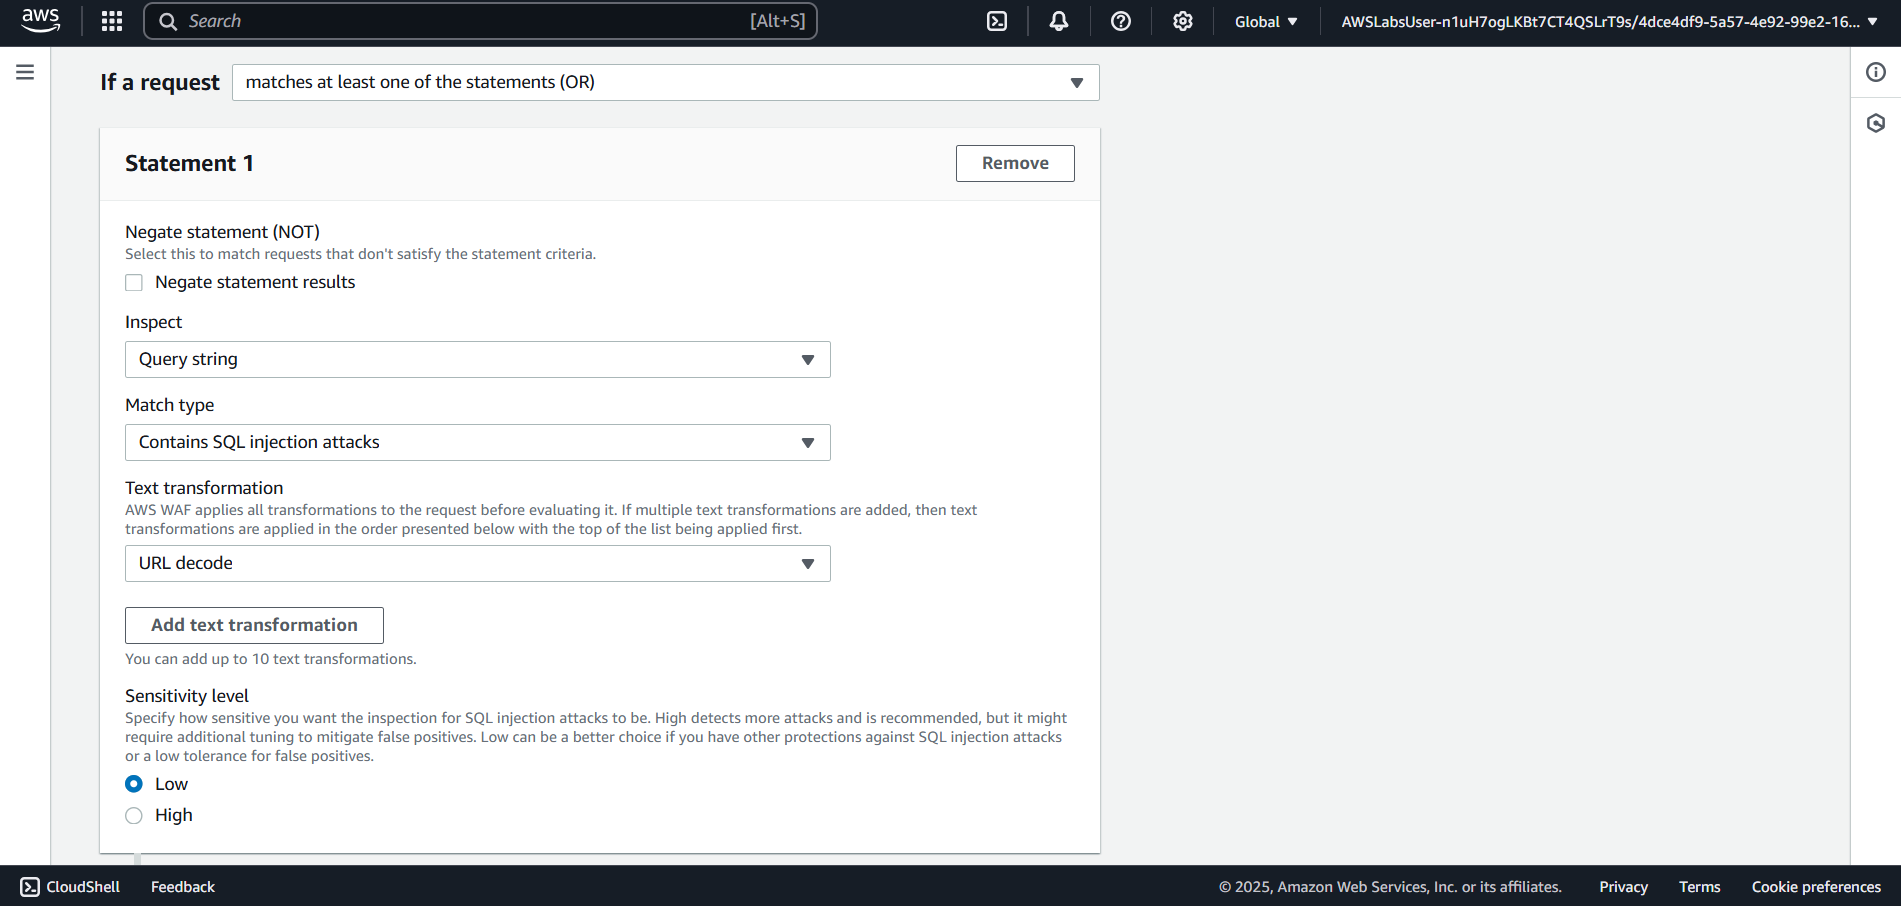 aws
Search
[Alt+S]
Global
AWSLabsUser-n1uH7ogLKBt7CT4QSLrT9s/4dce4df9-5a57-4e92-99e2-16...
If a request
matches at least one of the statements (OR)
Statement 1
Remove
Negate statement (NOT)
Select this to match requests that don't satisfy the statement criteria.
Negate statement results
Inspect
Query string
Match type
Contains SQL injection attacks
Text transformation
AWS WAF applies all transformations to the request before evaluating it. If multiple text transformations are added, then text
transformations are applied in the order presented below with the top of the list being applied first.
URL decode
Add text transformation
You can add up to 10 text transformations.
Sensitivity level
Specify how sensitive you want the inspection for SQL injection attacks to be. High detects more attacks and is recommended, but it might
require additional tuning to mitigate false positives. Low can be a better choice if you have other protections against SQL injection attacks
or a low tolerance for false positives.
Low
High
CloudShell
Feedback
© 2025, Amazon Web Services, Inc. or its affiliates.
Privacy
Terms
Cookie preferences